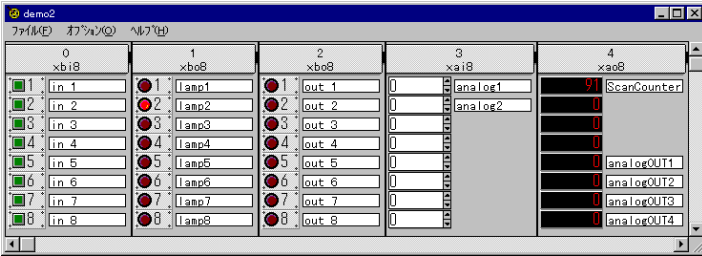 demo2
ファイル(F) オプション(O) ヘルプ(H)
0 1 2 3 4
xbi8 xbo8 xbo8 xai8 xao8
1 in 1 1 lamp1 1 out 1 0 analog1 91 ScanCounter
2 in 2 2 lamp2 2 out 2 0 analog2 0
3 in 3 3 lamp3 3 out 3 0 0
4 in 4 4 lamp4 4 out 4 0 0
5 in 5 5 lamp5 5 out 5 0 0 analogOUT1
6 in 6 6 lamp6 6 out 6 0 0 analogOUT2
7 in 7 7 lamp7 7 out 7 0 0 analogOUT3
8 in 8 8 lamp8 8 out 8 0 0 analogOUT4